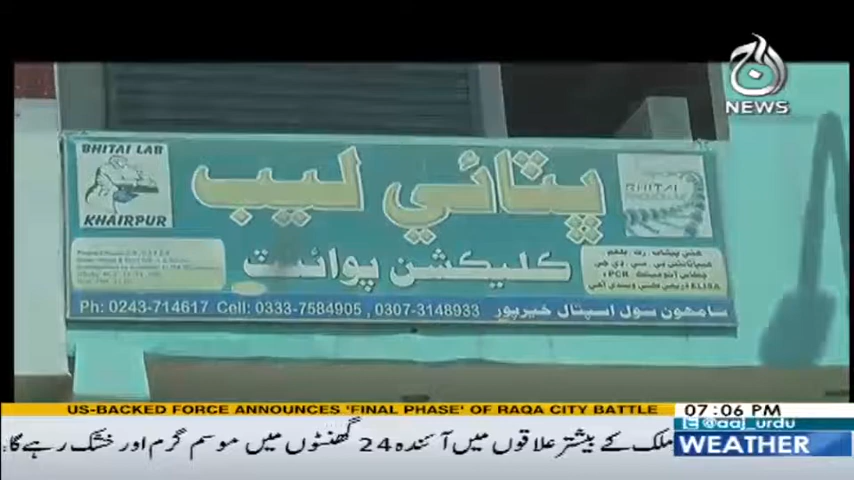 آج
NEWS
BHITAI LAB
KHAIRPUR
ڀٽائي ليب
BHITAI
ڪليڪشن پوائنٽ
PCR
ELISA
Ph: 0243-714617 Cell: 0333-7584905 , 0307-3148933 سامهون سول اسپتال خيرپور
US-BACKED FORCE ANNOUNCES 'FINAL PHASE' OF RAQA CITY BATTLE
07:06 PM
@aaj_urdu
ملک کے بیشتر علاقوں میں آئندہ 24 گھنٹوں میں موسم گرم اور خشک رہے گا
WEATHER